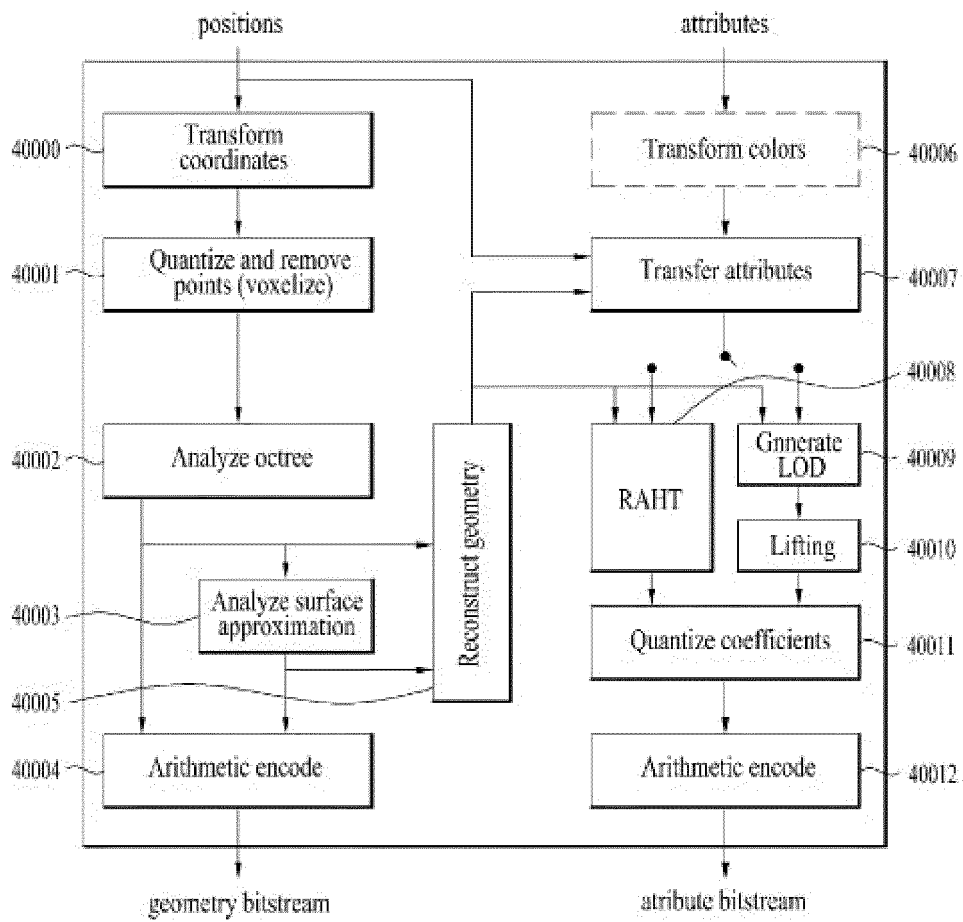 positions
attributes
40000
Transform
coordinates
Transform colors
40006
40001
Quantize and remove
points (voxelize)
Transfer attributes
40007
40008
40002
Analyze octree
Reconstruct geometry
RAHT
Gnnerate
LOD
40009
Lifting
40010
40003
Analyze surface
approximation
Quantize coefficients
40011
40005
40004
Arithmetic encode
Arithmetic encode
40012
geometry bitstream
atribute bitstream